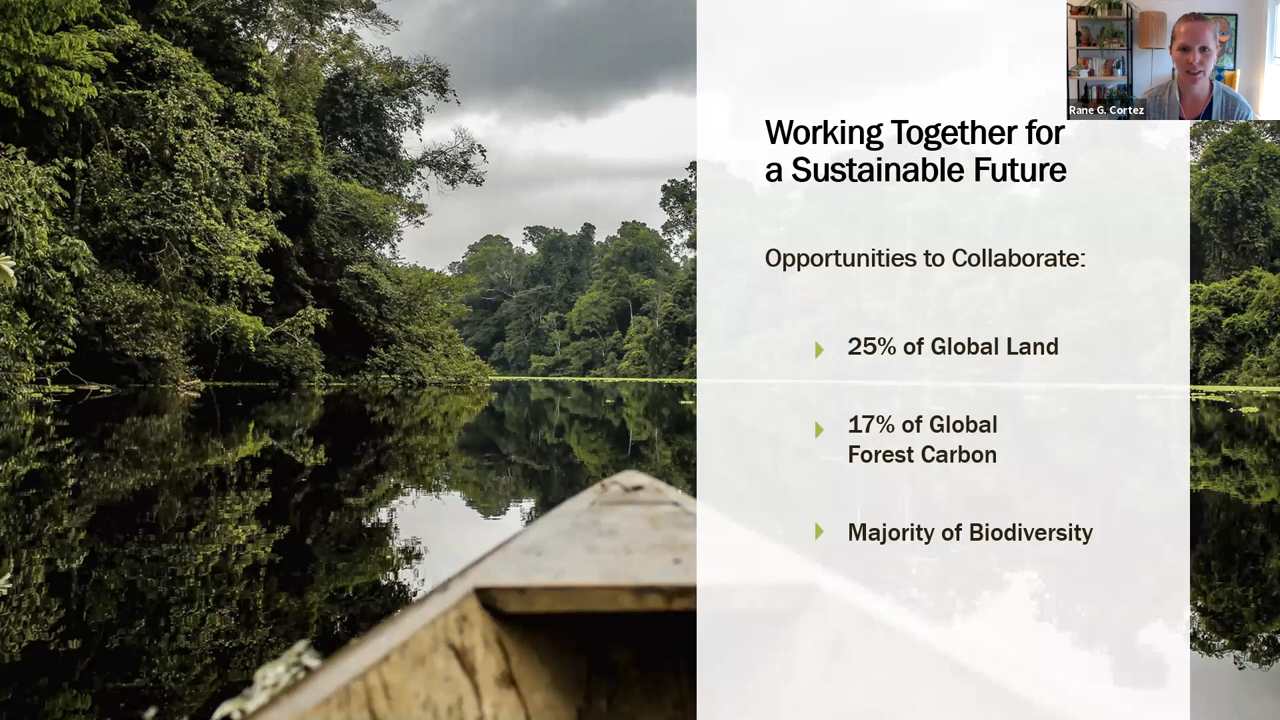 Rane G. Cortez
Working Together for
a Sustainable Future
Opportunities to Collaborate:
25% of Global Land
17% of Global
Forest Carbon
Majority of Biodiversity